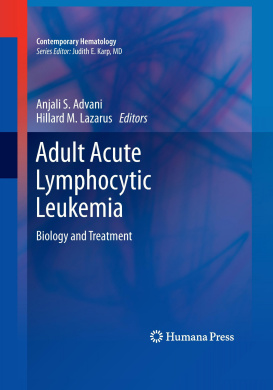 Contemporary Hematology
Series Editor: Judith E. Karp, MD
Anjali S. Advani
Hillard M. Lazarus Editors
Adult Acute
Lymphocytic
Leukemia
Biology and Treatment
Humana Press